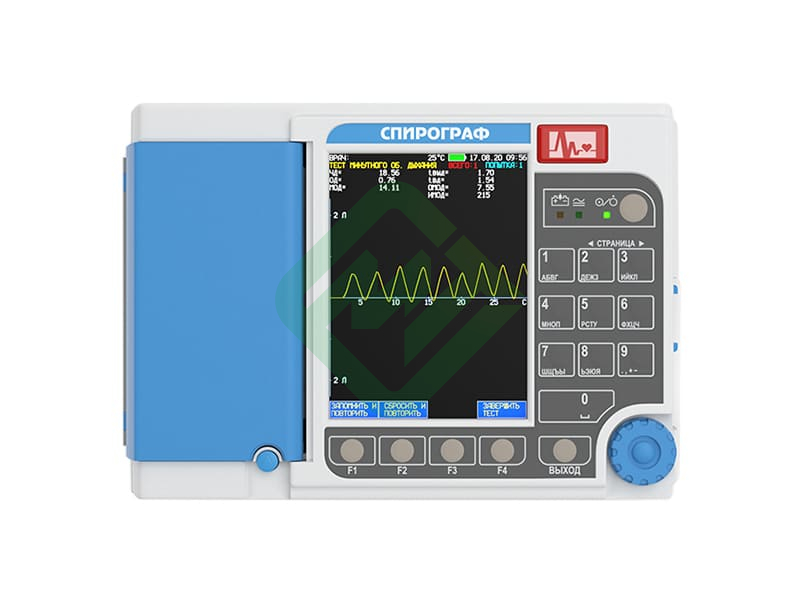 СПИРОГРАФ
ВРАЧ: 25°C 17.08.20 09:56
ТЕСТ МИНУТНОГО ОБ. ДЫХАНИЯ ВСЕГО:1 ПОПЫТКА:1
ЧД= 18.56 1.70
ОД= 0.76 1.54
МОД= 14.11 ОМОД= 7.55
НМОД= 215
2 Л
5 10 15 20 25 С
2 Л
ЗАПОМНИТЬ И ПОВТОРИТЬ
СБРОСИТЬ И ПОВТОРИТЬ
ЗАВЕРШИТЬ ТЕСТ
◄ СТРАНИЦА ►
1 АБВГ
2 ДЕЖЗ
3 ИЙКЛ
4 МНОП
5 РСТУ
6 ФХЦЧ
7 ШЩЪЫ
8 ЬЭЮЯ
9 .,+-
0
F1 F2 F3 F4 ВЫХОД